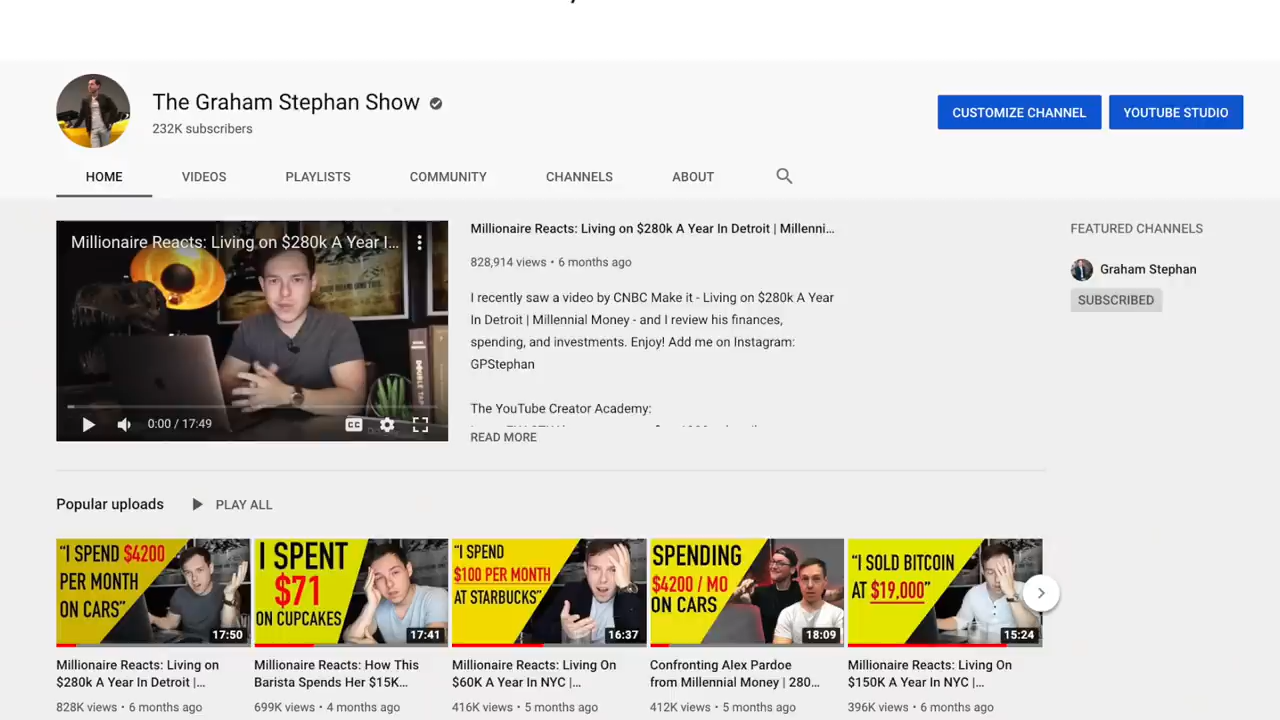 The Graham Stephan Show
232K subscribers
CUSTOMIZE CHANNEL
YOUTUBE STUDIO
HOME
VIDEOS
PLAYLISTS
COMMUNITY
CHANNELS
ABOUT
Millionaire Reacts: Living on $280k A Year I...
0:00 / 17:49
CC
DOUBLE TAP
Millionaire Reacts: Living on $280k A Year In Detroit | Millenni...
828,914 views • 6 months ago
I recently saw a video by CNBC Make it - Living on $280k A Year
In Detroit | Millennial Money - and I review his finances,
spending, and investments. Enjoy! Add me on Instagram:
GPStephan
The YouTube Creator Academy:
READ MORE
FEATURED CHANNELS
Graham Stephan
SUBSCRIBED
Popular uploads
PLAY ALL
"I SPEND $4200
PER MONTH
ON CARS"
17:50
Millionaire Reacts: Living on
$280k A Year In Detroit |...
828K views • 6 months ago
I SPENT
$71
ON CUPCAKES
17:41
Millionaire Reacts: How This
Barista Spends Her $15K...
699K views • 4 months ago
"I SPEND
$100 PER MONTH
AT STARBUCKS"
16:37
Millionaire Reacts: Living On
$60K A Year In NYC |...
416K views • 5 months ago
SPENDING
$4200 / MO
ON CARS
18:09
Confronting Alex Pardoe
from Millennial Money | 280...
412K views • 5 months ago
"I SOLD BITCOIN
AT $19,000"
15:24
Millionaire Reacts: Living On
$150K A Year In NYC |...
396K views • 6 months ago